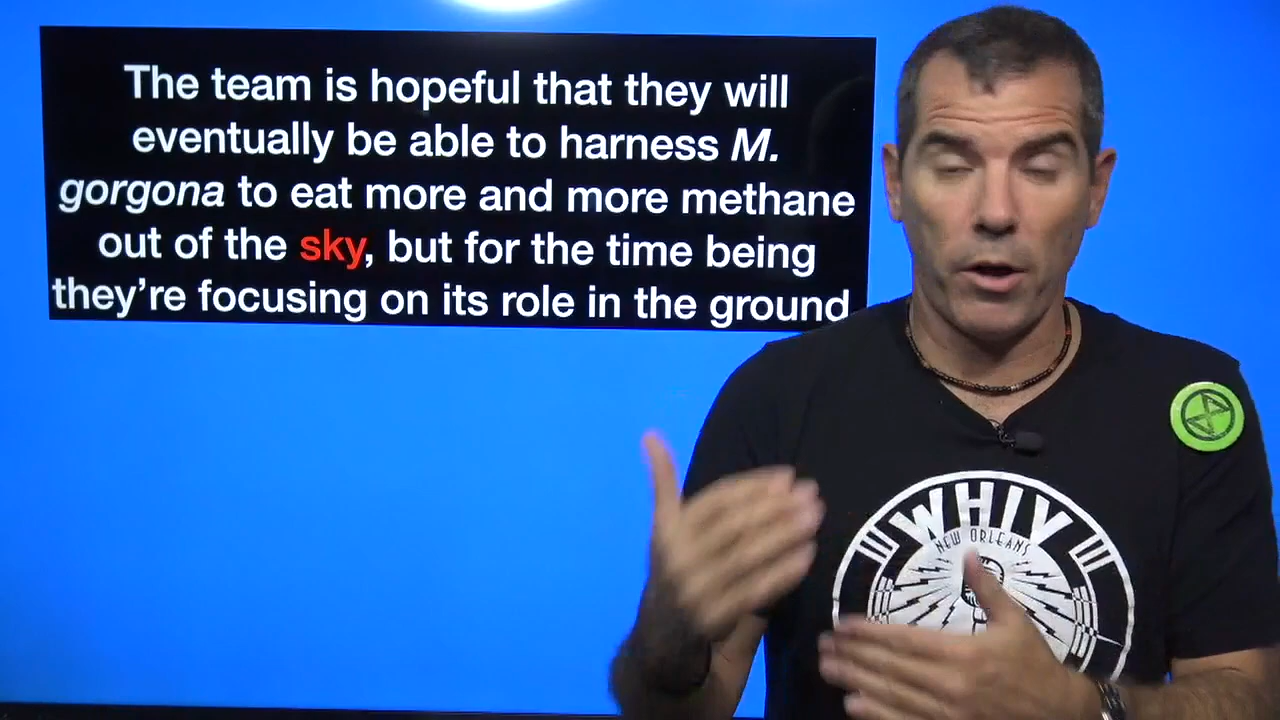 The team is hopeful that they will
eventually be able to harness M.
gorgona to eat more and more methane
out of the sky, but for the time being
they're focusing on its role in the ground
WHIV
NEW ORLEANS